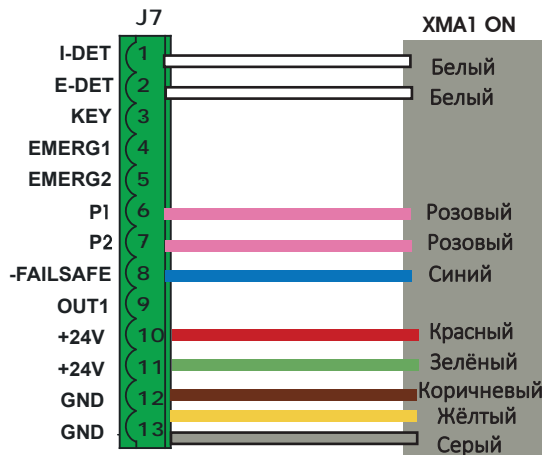 J7
XMA1 ON
I-DET 1 Белый
E-DET 2 Белый
KEY 3
EMERG1 4
EMERG2 5
P1 6 Розовый
P2 7 Розовый
-FAILSAFE 8 Синий
OUT1 9
+24V 10 Красный
+24V 11 Зелёный
GND 12 Коричневый
Жёлтый
GND 13 Серый